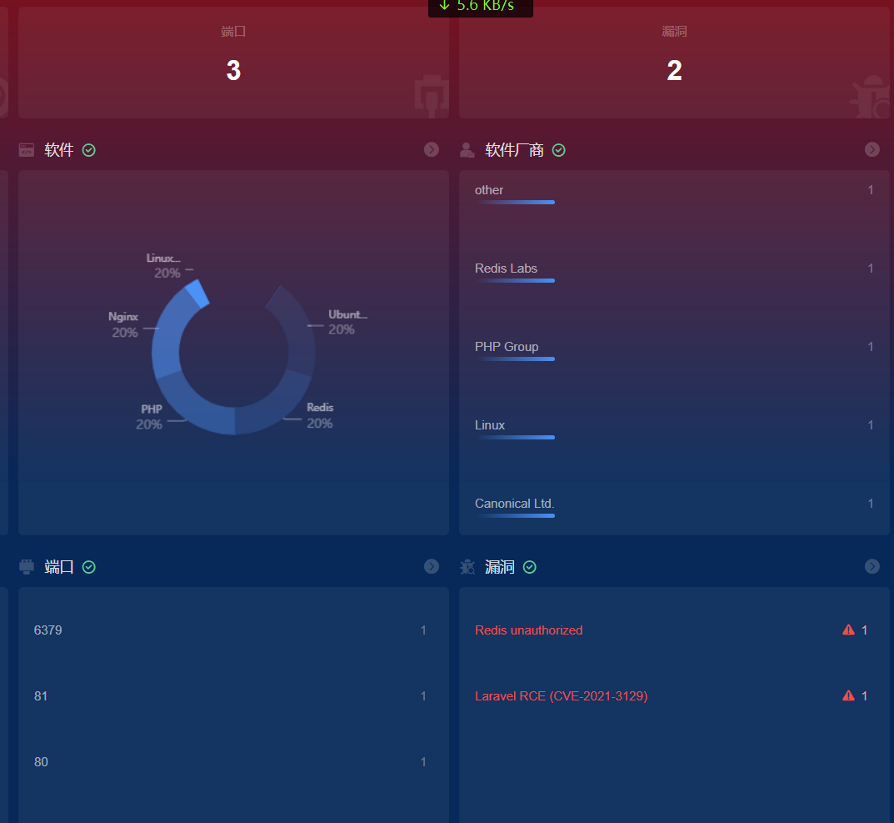 ↓ 5.6 KB/s
端口
3
漏洞
2
软件
Linux...
20%
Nginx
20%
Ubunt...
20%
PHP
20%
Redis
20%
软件厂商
other 1
Redis Labs 1
PHP Group 1
Linux 1
Canonical Ltd. 1
端口
6379 1
81 1
80 1
漏洞
Redis unauthorized 1
Laravel RCE (CVE-2021-3129) 1